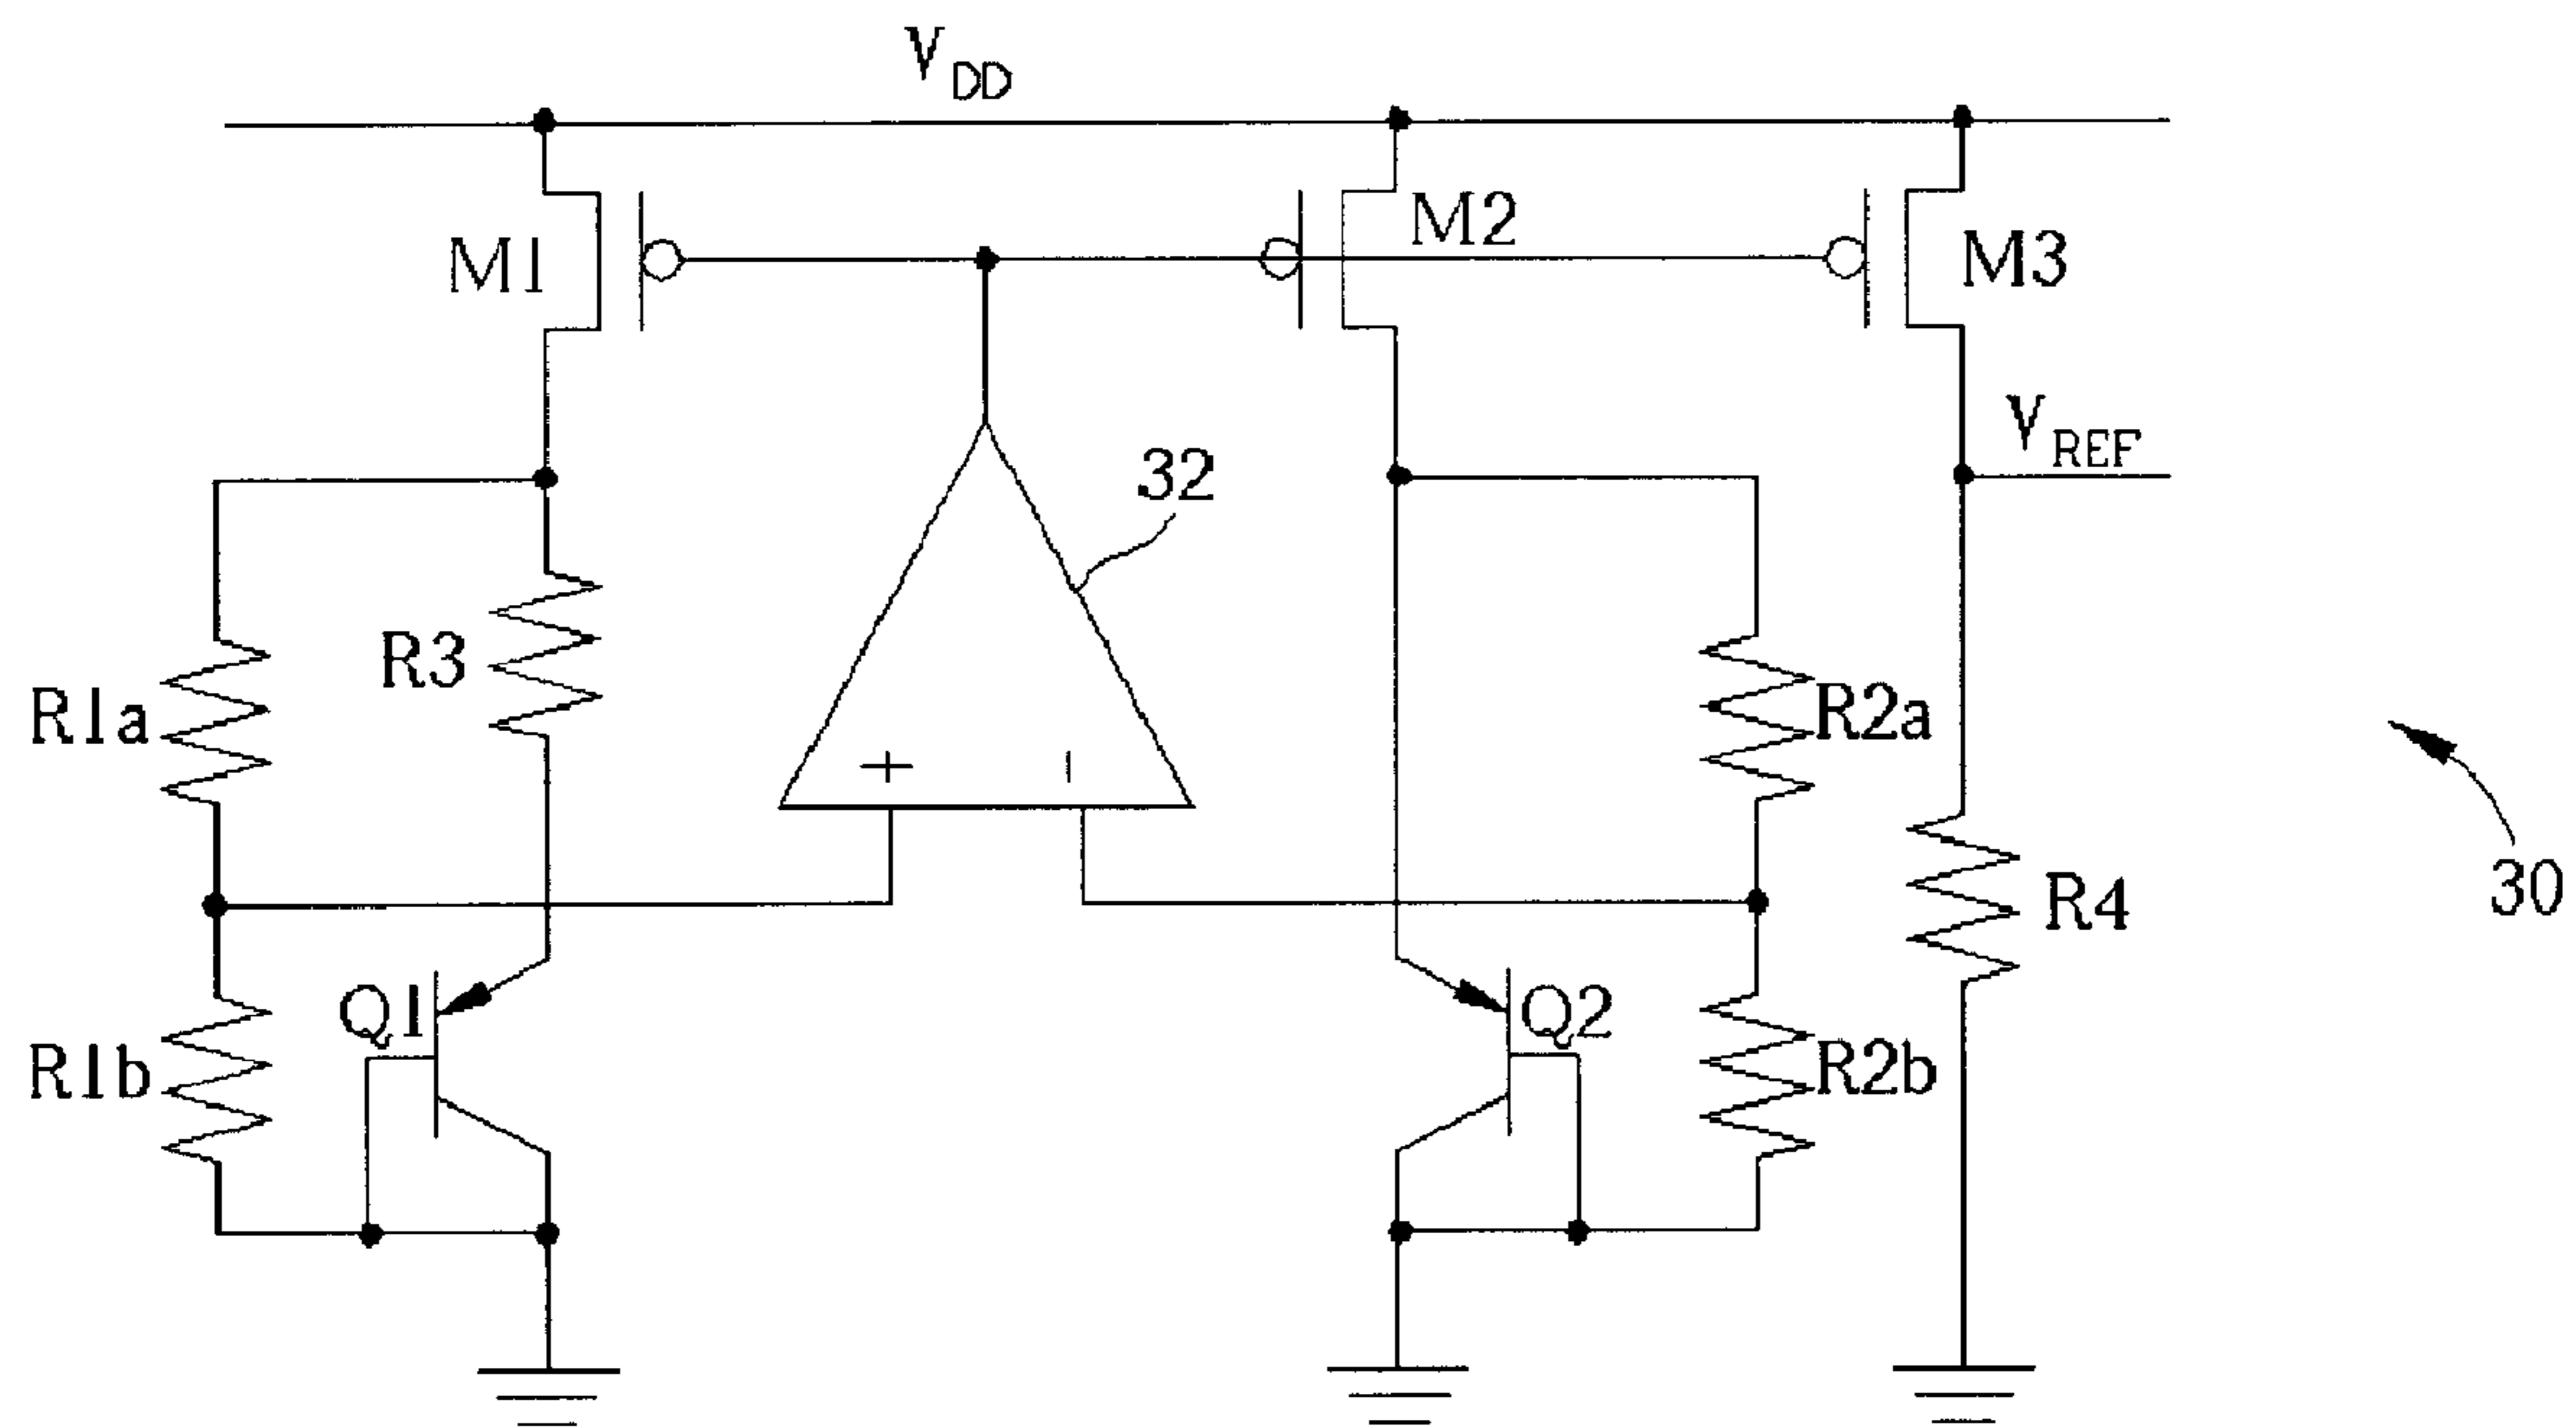 VDD
M1
M2
M3
VREF
32
R3
R1a
R2a
+
-
R4
30
Q1
Q2
R1b
R2b